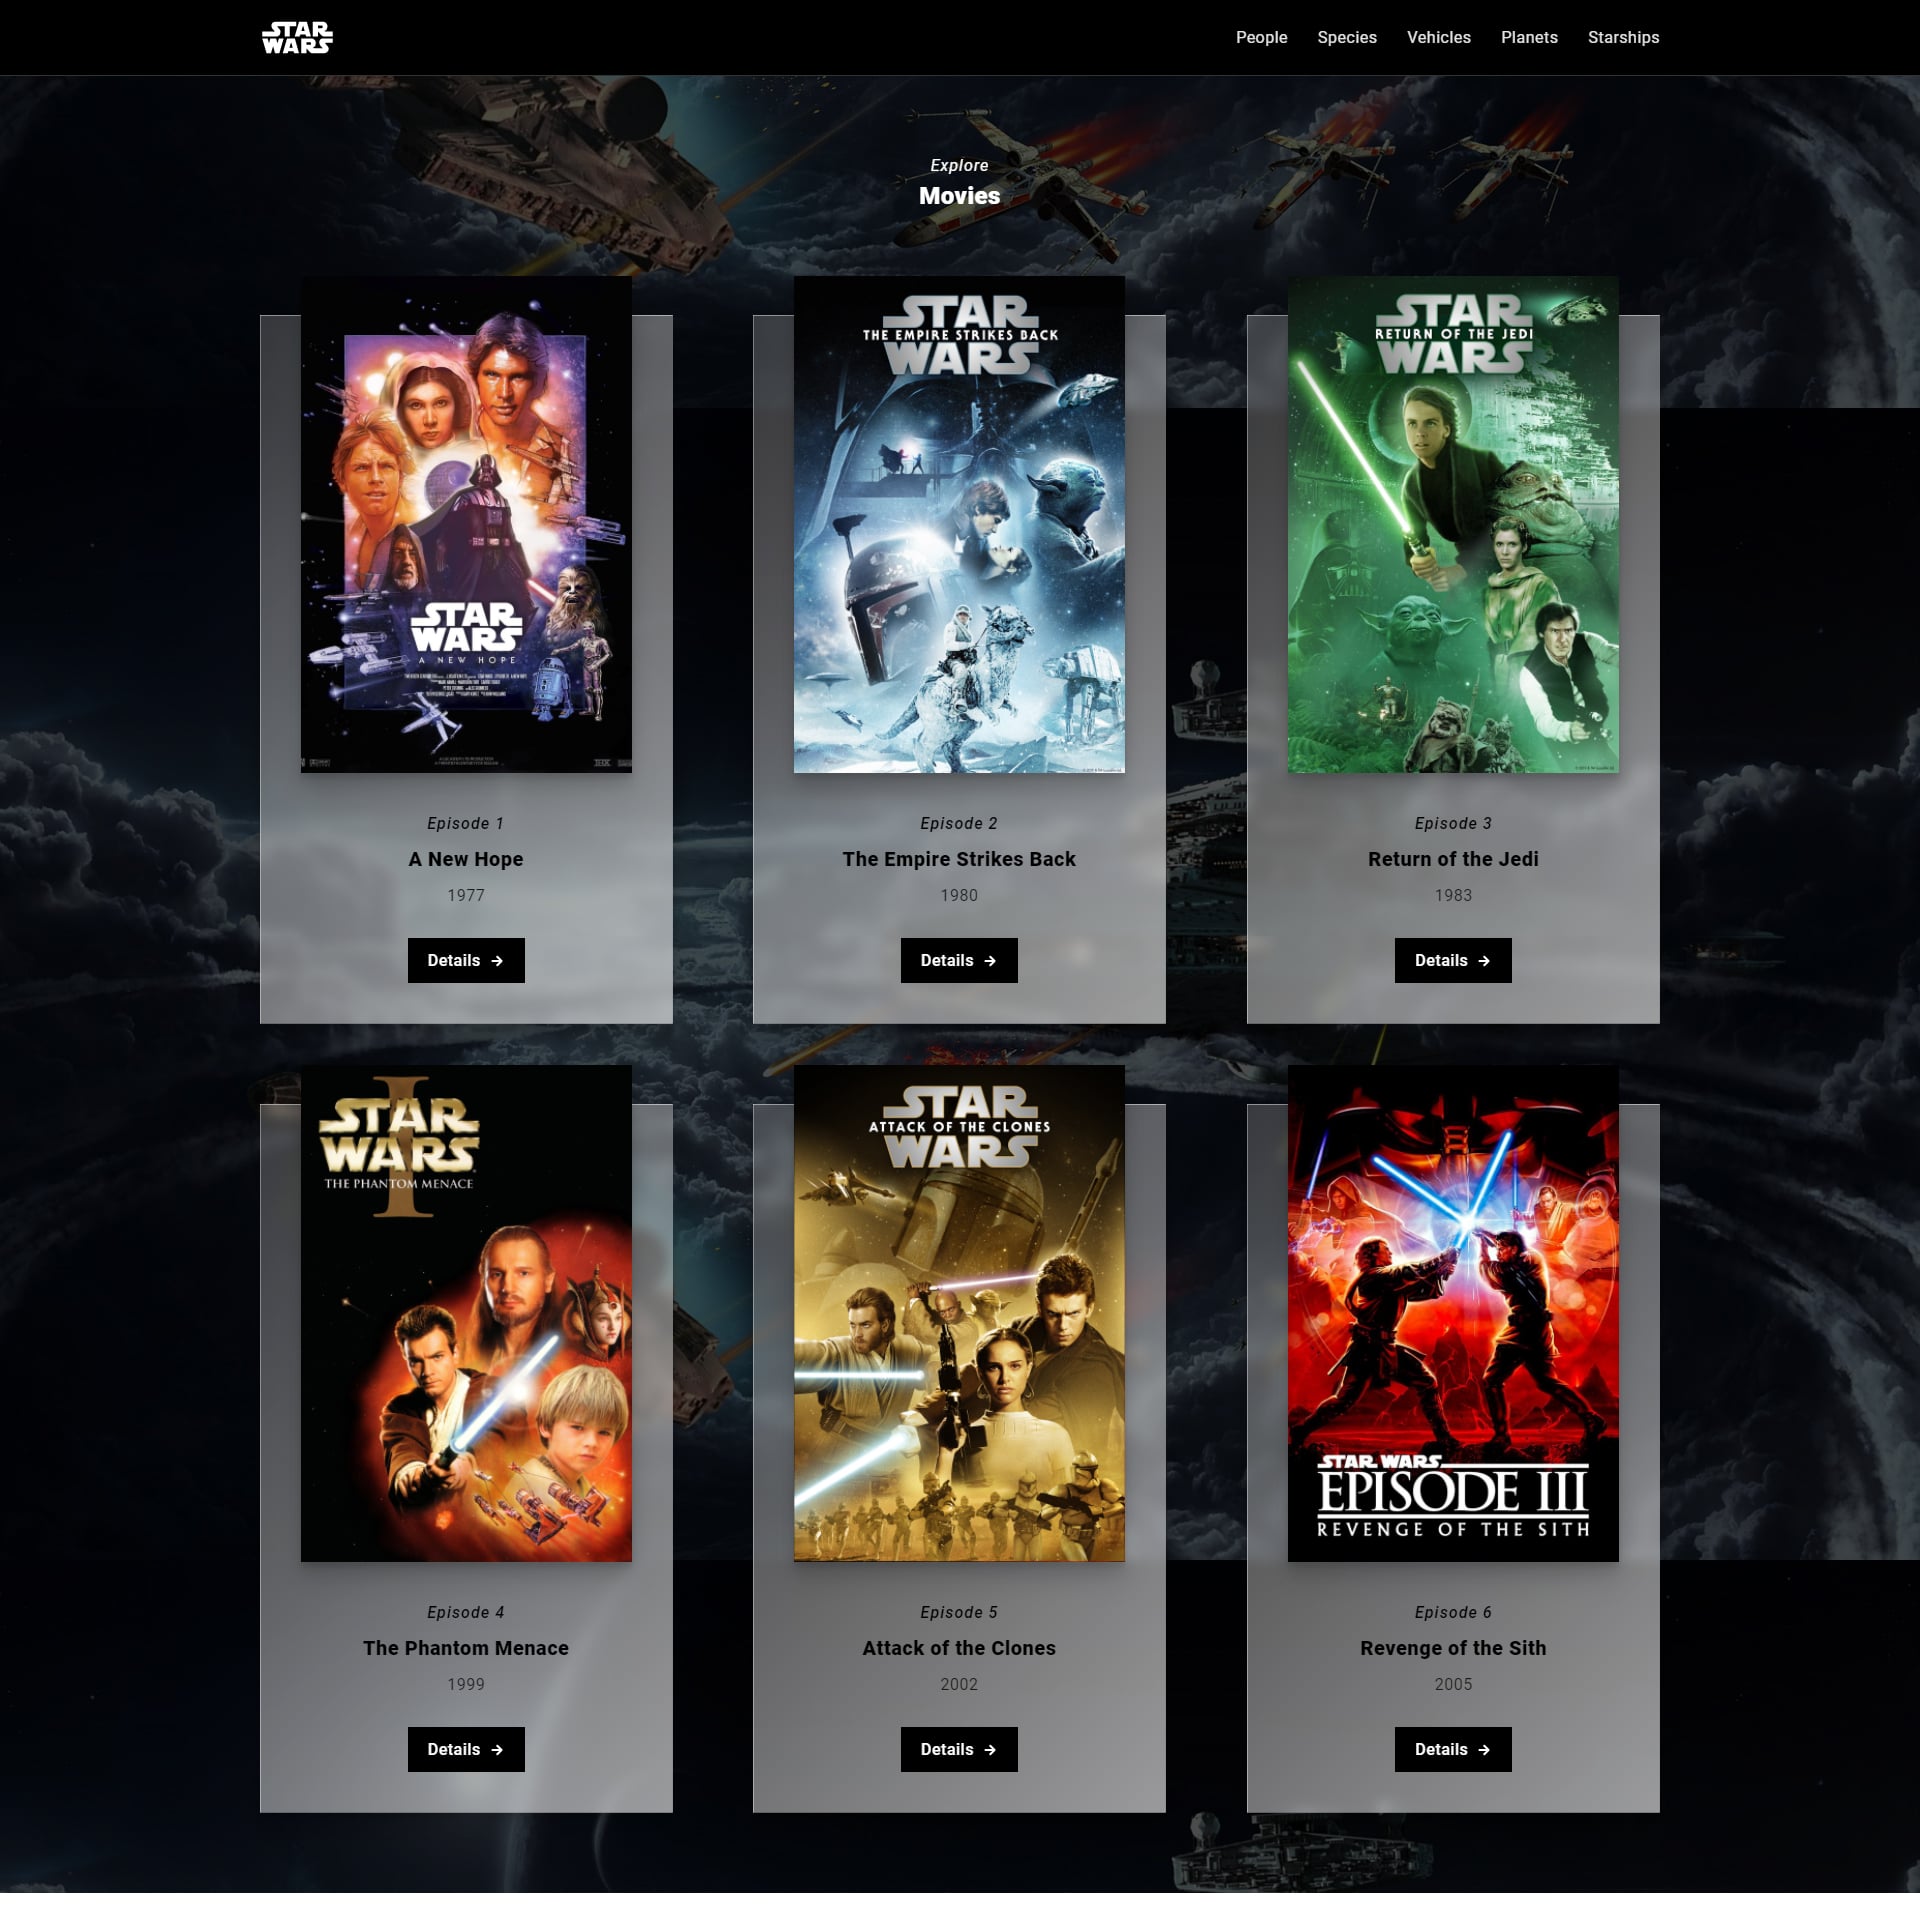 STAR
WARS
People
Species
Vehicles
Planets
Starships
Explore
Movies
STAR
WARS
A NEW HOPE
STAR
THE EMPIRE STRIKES BACK
WARS
STAR
RETURN OF THE JEDI
WARS
Episode 1
A New Hope
1977
Details →
Episode 2
The Empire Strikes Back
1980
Details →
Episode 3
Return of the Jedi
1983
Details →
I
STAR
WARS
THE PHANTOM MENACE
STAR
ATTACK OF THE CLONES
WARS
STAR WARS
EPISODE III
REVENGE OF THE SITH
Episode 4
The Phantom Menace
1999
Details →
Episode 5
Attack of the Clones
2002
Details →
Episode 6
Revenge of the Sith
2005
Details →